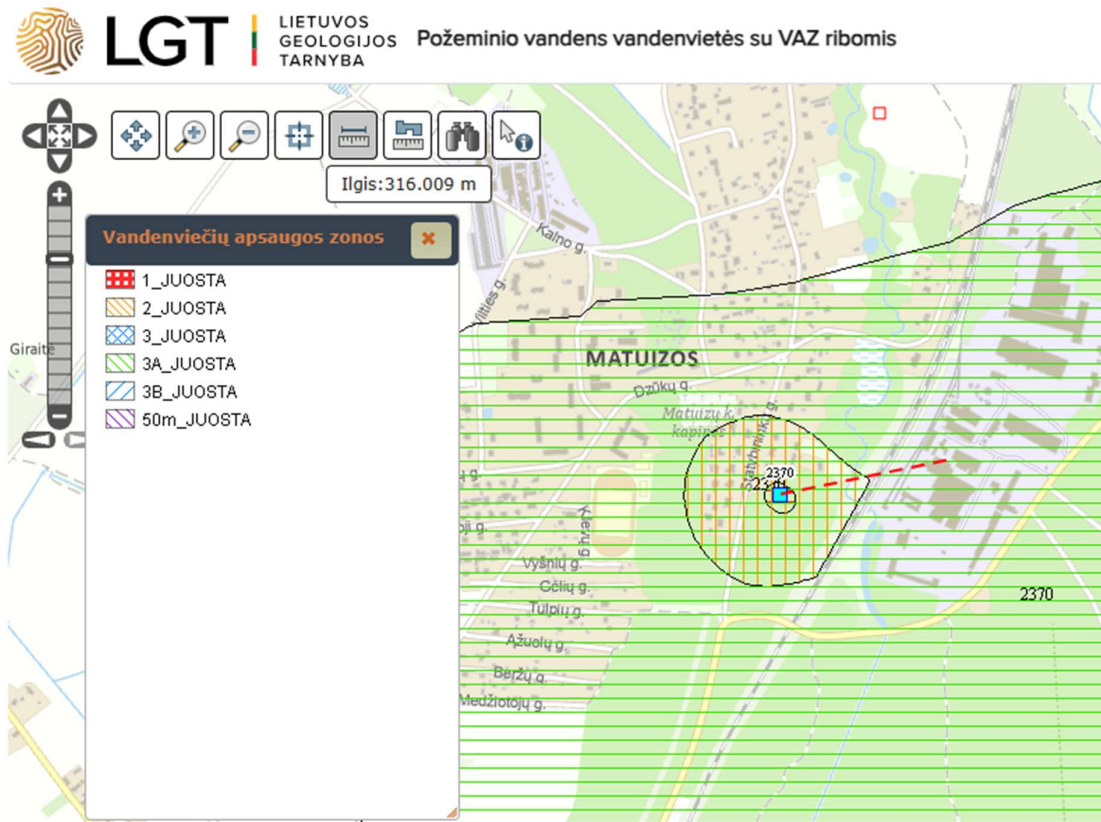 LGT
LIETUVOS
GEOLOGIJOS
TARNYBA
Požeminio vandens vandenvietės su VAZ ribomis
Ilgis:316.009 m
Vandenviečių apsaugos zonos
1_JUOSTA
2_JUOSTA
3_JUOSTA
3A_JUOSTA
3B_JUOSTA
50m_JUOSTA
Kalno g.
Vilties g.
MATUIZOS
Dzūkų g.
Matuizų k.
kapinės
2370
Vyšnių g.
Gėlių g.
Tulpių g.
Ąžuolų g.
Beržų g.
Medžiotojų g.
2370